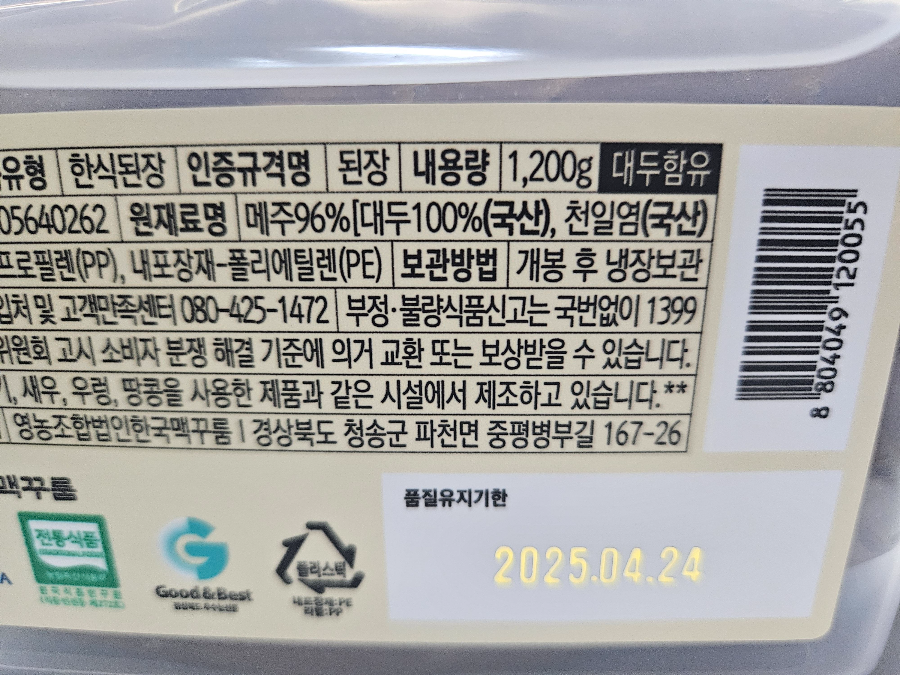 유형 한식된장 인증규격명 된장 내용량 1,200g 대두함유
05640262 원재료명 메주96%[대두100%(국산), 천일염(국산)
프로필렌(PP), 내포장재-폴리에틸렌(PE) 보관방법 개봉 후 냉장보관
입처 및 고객만족센터 080-425-1472 부정·불량식품신고는 국번없이 1399
위원회 고시 소비자 분쟁 해결 기준에 의거 교환 또는 보상받을 수 있습니다.
기, 새우, 우렁, 땅콩을 사용한 제품과 같은 시설에서 제조하고 있습니다.**
영농조합법인한국맥꾸룸 | 경상북도 청송군 파천면 중평병부길 167-26
8 804049 120055
맥꾸룸
품질유지기한
2025.04.24
전통식품
Good&Best
플라스틱
내포장재:PE
리필:PP